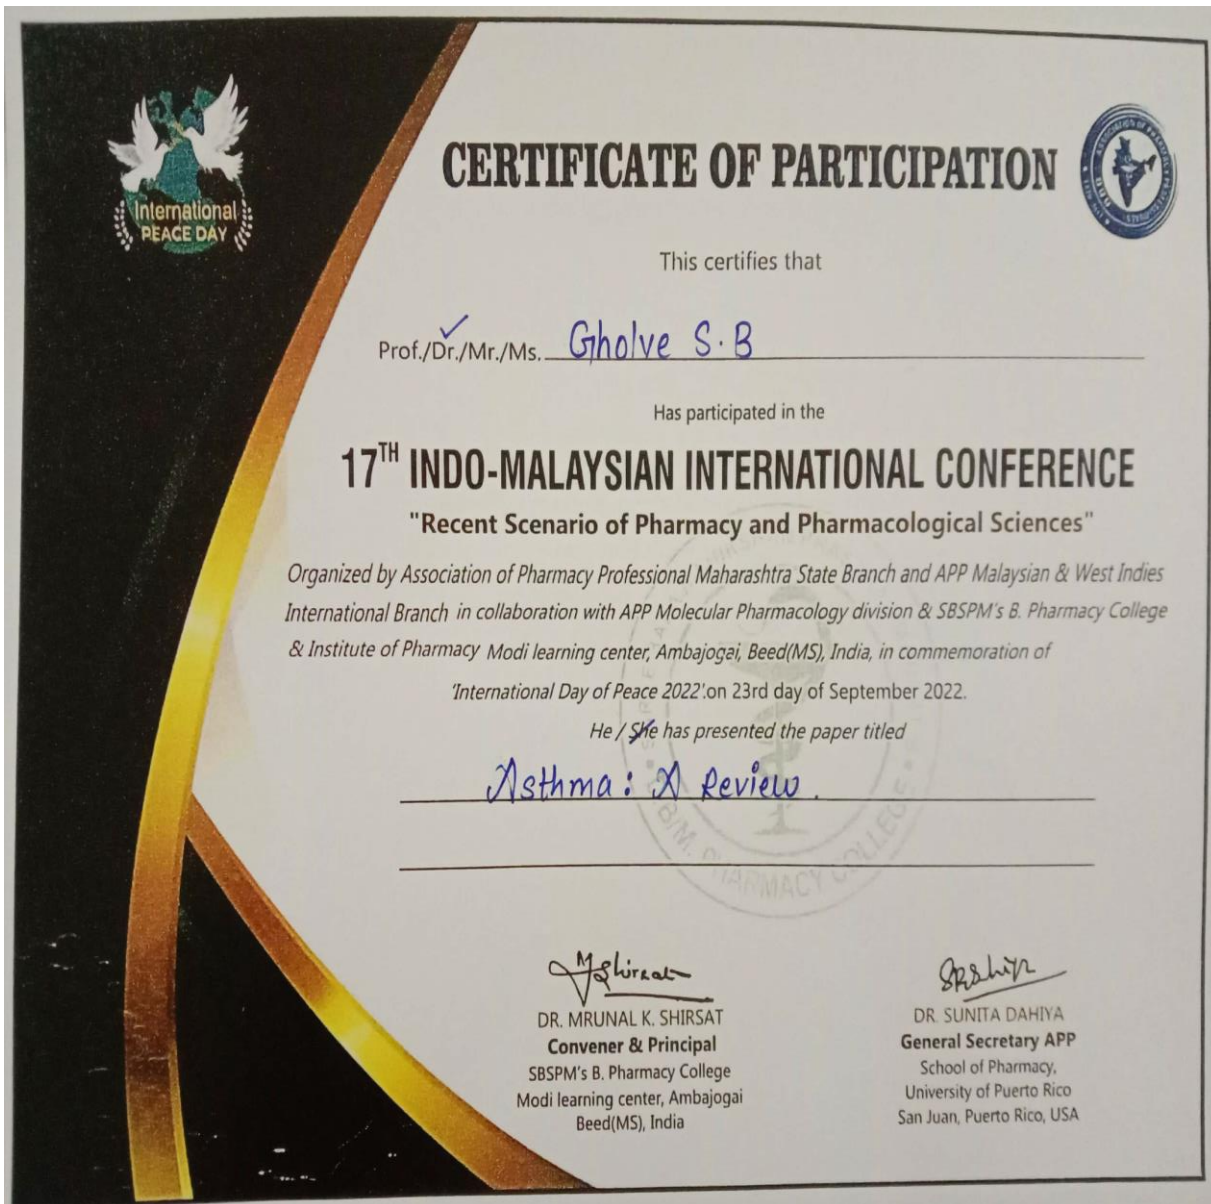 International
PEACE DAY
CERTIFICATE OF PARTICIPATION
This certifies that
Prof./Dr./Mr./Ms. Gholve S.B
Has participated in the
17TH INDO-MALAYSIAN INTERNATIONAL CONFERENCE
"Recent Scenario of Pharmacy and Pharmacological Sciences"
Organized by Association of Pharmacy Professional Maharashtra State Branch and APP Malaysian & West Indies
International Branch in collaboration with APP Molecular Pharmacology division & SBSPM's B. Pharmacy College
& Institute of Pharmacy Modi learning center, Ambajogai, Beed(MS), India, in commemoration of
'International Day of Peace 2022'.on 23rd day of September 2022.
He / She has presented the paper titled
Asthma: A Review.
PHARMACY COLLEGE
DR. MRUNAL K. SHIRSAT
Convener & Principal
SBSPM's B. Pharmacy College
Modi learning center, Ambajogai
Beed(MS), India
DR. SUNITA DAHIYA
General Secretary APP
School of Pharmacy,
University of Puerto Rico
San Juan, Puerto Rico, USA